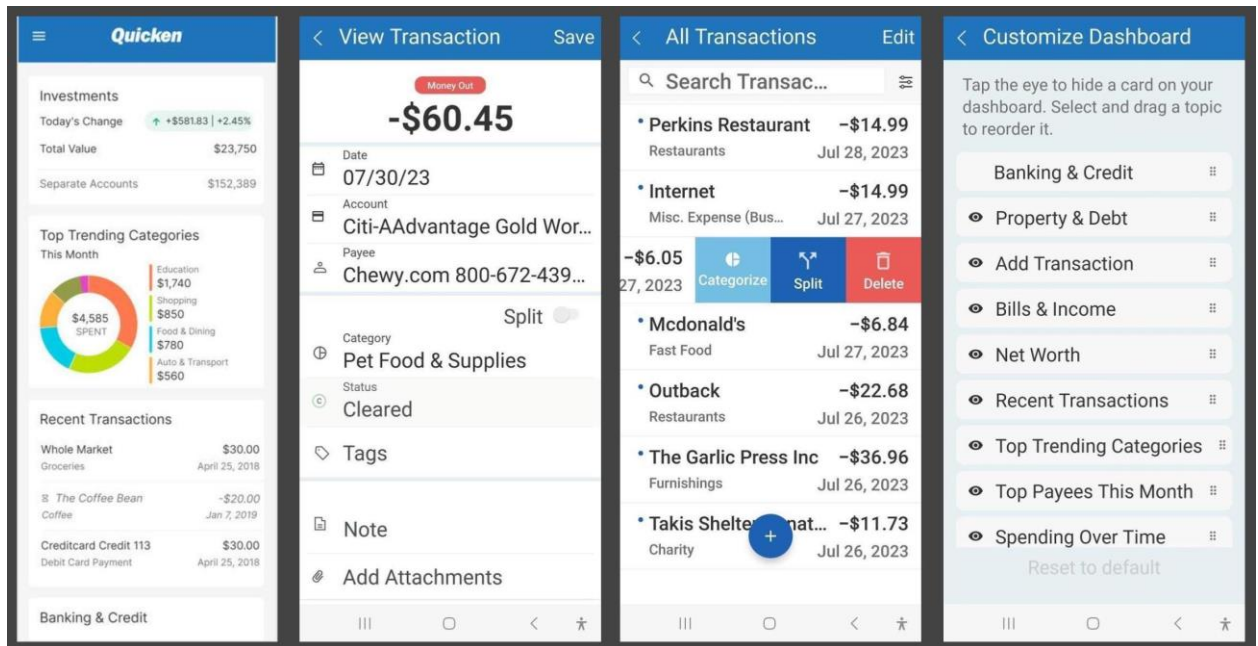 Quicken
Investments
Today's Change ↑ +$581.83 | +2.45%
Total Value $23,750
Separate Accounts $152,389
Top Trending Categories
This Month
$4,585
SPENT
Education
$1,740
Shopping
$850
Food & Dining
$780
Auto & Transport
$560
Recent Transactions
Whole Market $30.00
Groceries April 25, 2018
The Coffee Bean -$20.00
Coffee Jan 7, 2019
Creditcard Credit 113 $30.00
Debit Card Payment April 25, 2018
Banking & Credit
< View Transaction Save
Money Out
-$60.45
Date
07/30/23
Account
Citi-AAdvantage Gold Wor...
Payee
Chewy.com 800-672-439...
Split
Category
Pet Food & Supplies
Status
C
Cleared
Tags
Note
Add Attachments
< All Transactions Edit
Search Transac...
Perkins Restaurant -$14.99
Restaurants Jul 28, 2023
Internet -$14.99
Misc. Expense (Bus... Jul 27, 2023
-$6.05
27, 2023
Categorize
Split
Delete
Mcdonald's -$6.84
Fast Food Jul 27, 2023
Outback -$22.68
Restaurants Jul 26, 2023
The Garlic Press Inc -$36.96
Furnishings Jul 26, 2023
Takis Shelter nat... -$11.73
+
Charity Jul 26, 2023
< Customize Dashboard
Tap the eye to hide a card on your
dashboard. Select and drag a topic
to reorder it.
Banking & Credit
Property & Debt
Add Transaction
Bills & Income
Net Worth
Recent Transactions
Top Trending Categories
Top Payees This Month
Spending Over Time
Reset to default